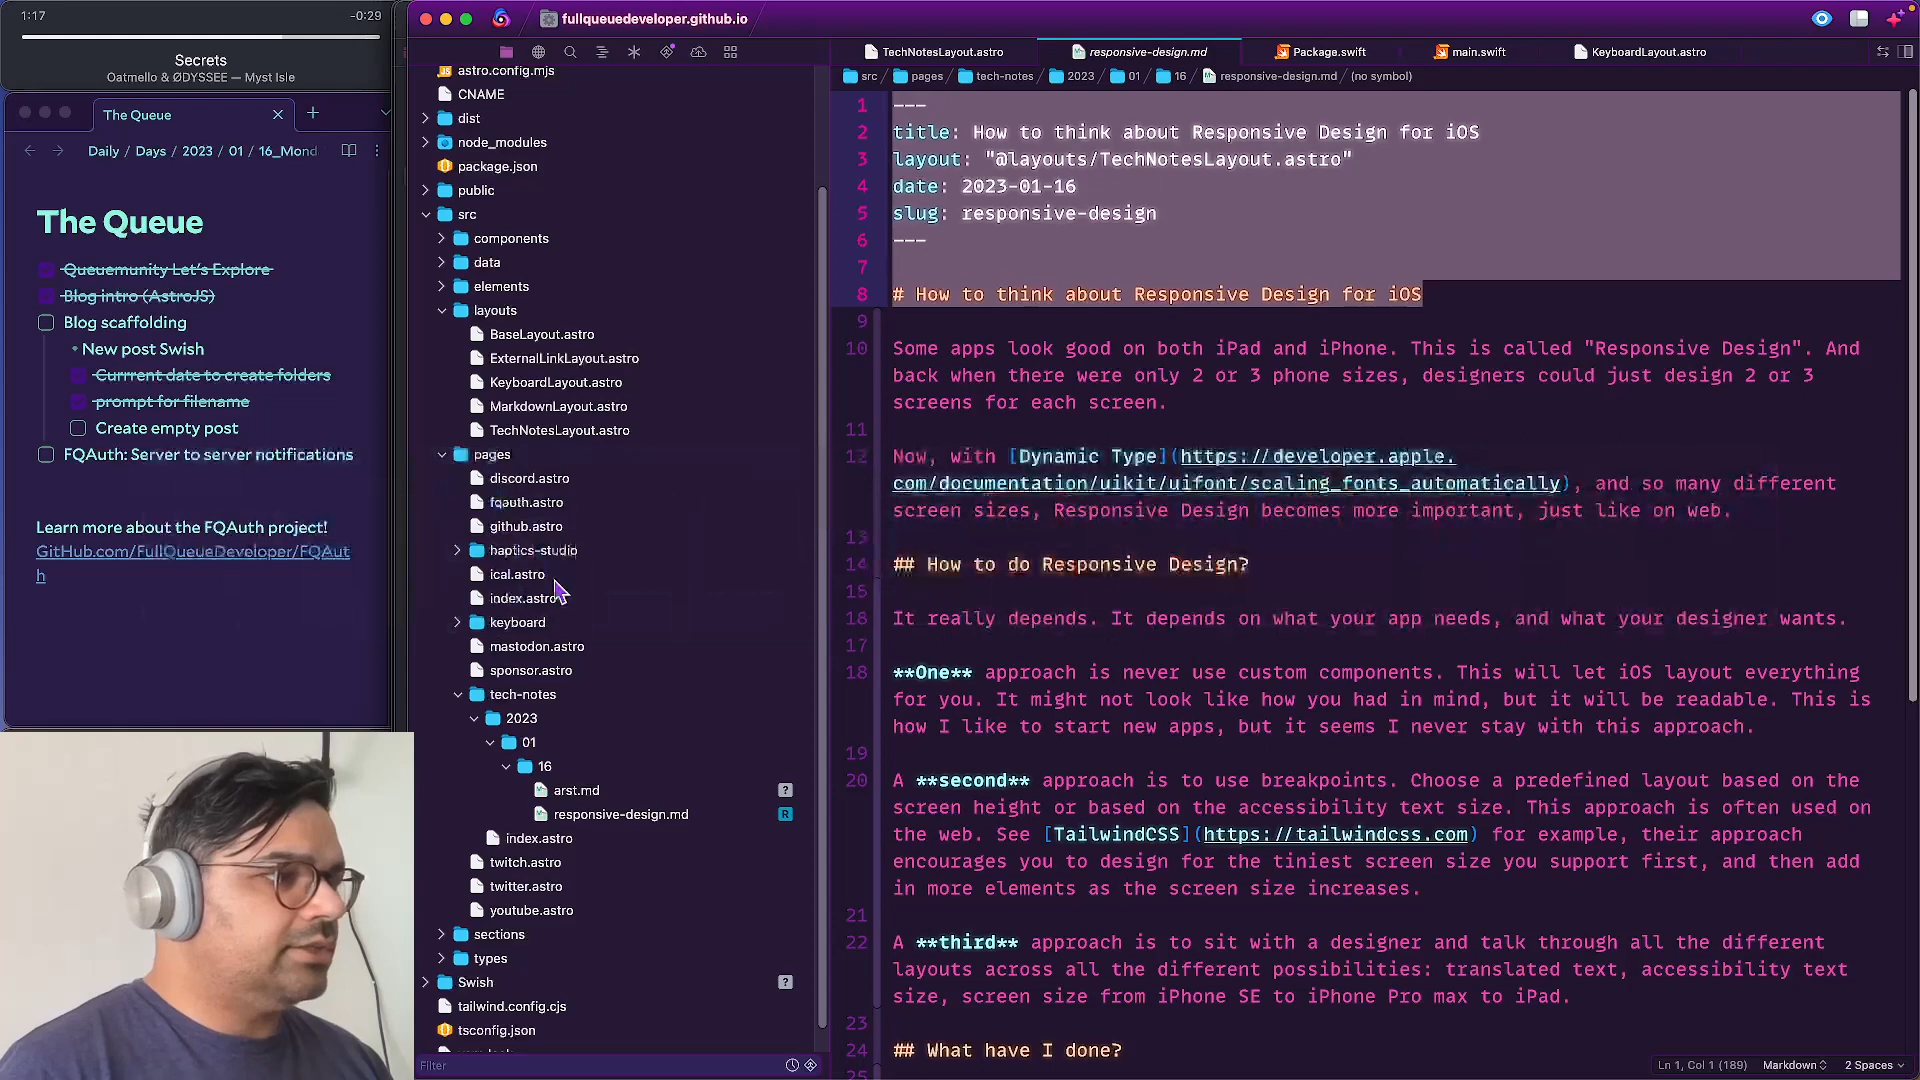 1:17
-0:29
Secrets
Oatmello & ØDYSSEE — Myst Isle
The Queue
Daily / Days / 2023 / 01 / 16_Mond
The Queue
Queuemunity Let's Explore
Blog intro (AstroJS)
Blog scaffolding
• New post Swish
Currrent date to create folders
prompt for filename
Create empty post
FQAuth: Server to server notifications
Learn more about the FQAuth project!
GitHub.com/FullQueueDeveloper/FQAut
h
fullqueuedeveloper.github.io
astro.config.mjs
CNAME
dist
node_modules
package.json
public
src
components
data
elements
layouts
BaseLayout.astro
ExternalLinkLayout.astro
KeyboardLayout.astro
MarkdownLayout.astro
TechNotesLayout.astro
pages
discord.astro
fqauth.astro
github.astro
haptics-studio
ical.astro
index.astro
keyboard
mastodon.astro
sponsor.astro
tech-notes
2023
01
16
arst.md ?
responsive-design.md R
index.astro
twitch.astro
twitter.astro
youtube.astro
sections
types
Swish ?
tailwind.config.cjs
tsconfig.json
Filter
TechNotesLayout.astro
responsive-design.md
Package.swift
main.swift
KeyboardLayout.astro
src / pages / tech-notes / 2023 / 01 / 16 / responsive-design.md / (no symbol)
1 ---
2 title: How to think about Responsive Design for iOS
3 layout: "@layouts/TechNotesLayout.astro"
4 date: 2023-01-16
5 slug: responsive-design
6 ---
7
8 # How to think about Responsive Design for iOS
9
10 Some apps look good on both iPad and iPhone. This is called "Responsive Design". And
back when there were only 2 or 3 phone sizes, designers could just design 2 or 3
screens for each screen.
11
12 Now, with [Dynamic Type](https://developer.apple.
com/documentation/uikit/uifont/scaling_fonts_automatically), and so many different
screen sizes, Responsive Design becomes more important, just like on web.
13
14 ## How to do Responsive Design?
15
18 It really depends. It depends on what your app needs, and what your designer wants.
17
18 **One** approach is never use custom components. This will let iOS layout everything
for you. It might not look like how you had in mind, but it will be readable. This is
how I like to start new apps, but it seems I never stay with this approach.
19
20 A **second** approach is to use breakpoints. Choose a predefined layout based on the
screen height or based on the accessibility text size. This approach is often used on
the web. See [TailwindCSS](https://tailwindcss.com) for example, their approach
encourages you to design for the tiniest screen size you support first, and then add
in more elements as the screen size increases.
21
22 A **third** approach is to sit with a designer and talk through all the different
layouts across all the different possibilities: translated text, accessibility text
size, screen size from iPhone SE to iPhone Pro max to iPad.
23
24 ## What have I done?
25
Ln 1, Col 1 (189)
Markdown
2 Spaces